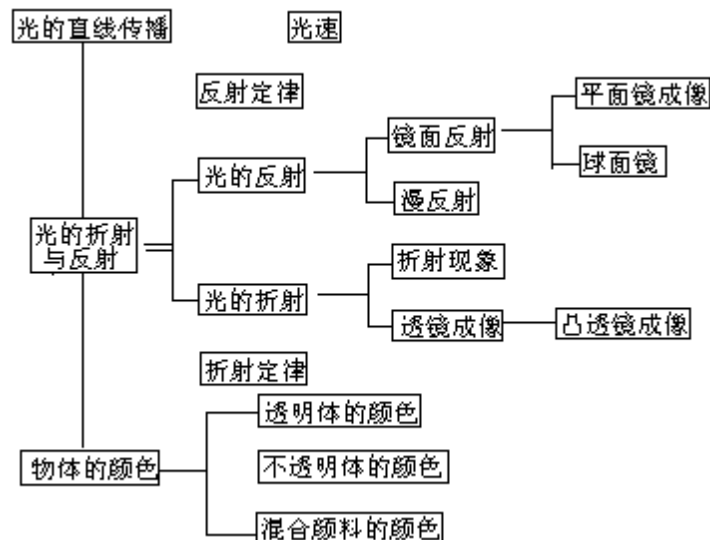 光的直线传播
光速
反射定律
平面镜成像
镜面反射
球面镜
光的反射
漫反射
光的折射
与反射
折射现象
光的折射
透镜成像
凸透镜成像
折射定律
透明体的颜色
物体的颜色
不透明体的颜色
混合颜料的颜色